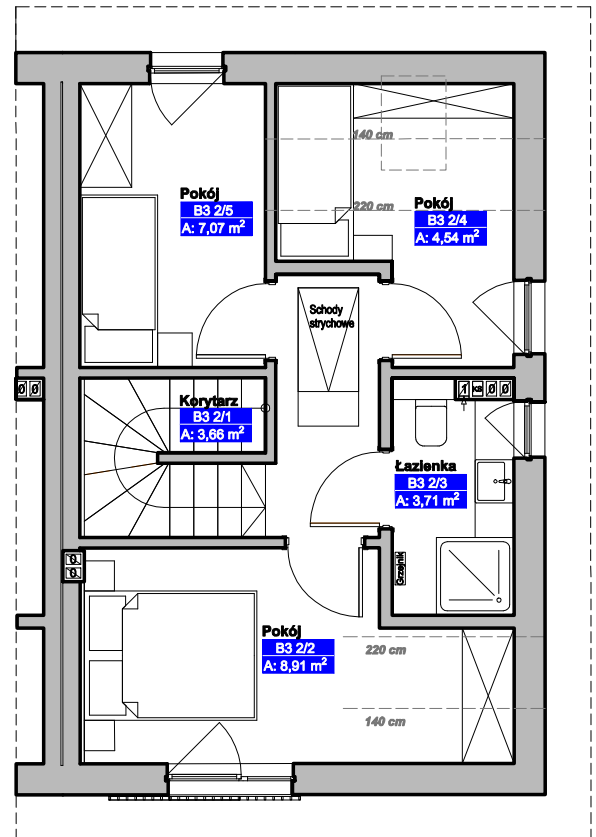 140 cm
Pokój
B3 2/5
A: 7,07 m²
220 cm
Pokój
B3 2/4
A: 4,54 m²
Schody
strychowe
Korytarz
B3 2/1
A: 3,66 m²
Łazienka
B3 2/3
A: 3,71 m²
Grzejnik
Pokój
B3 2/2
A: 8,91 m²
220 cm
140 cm